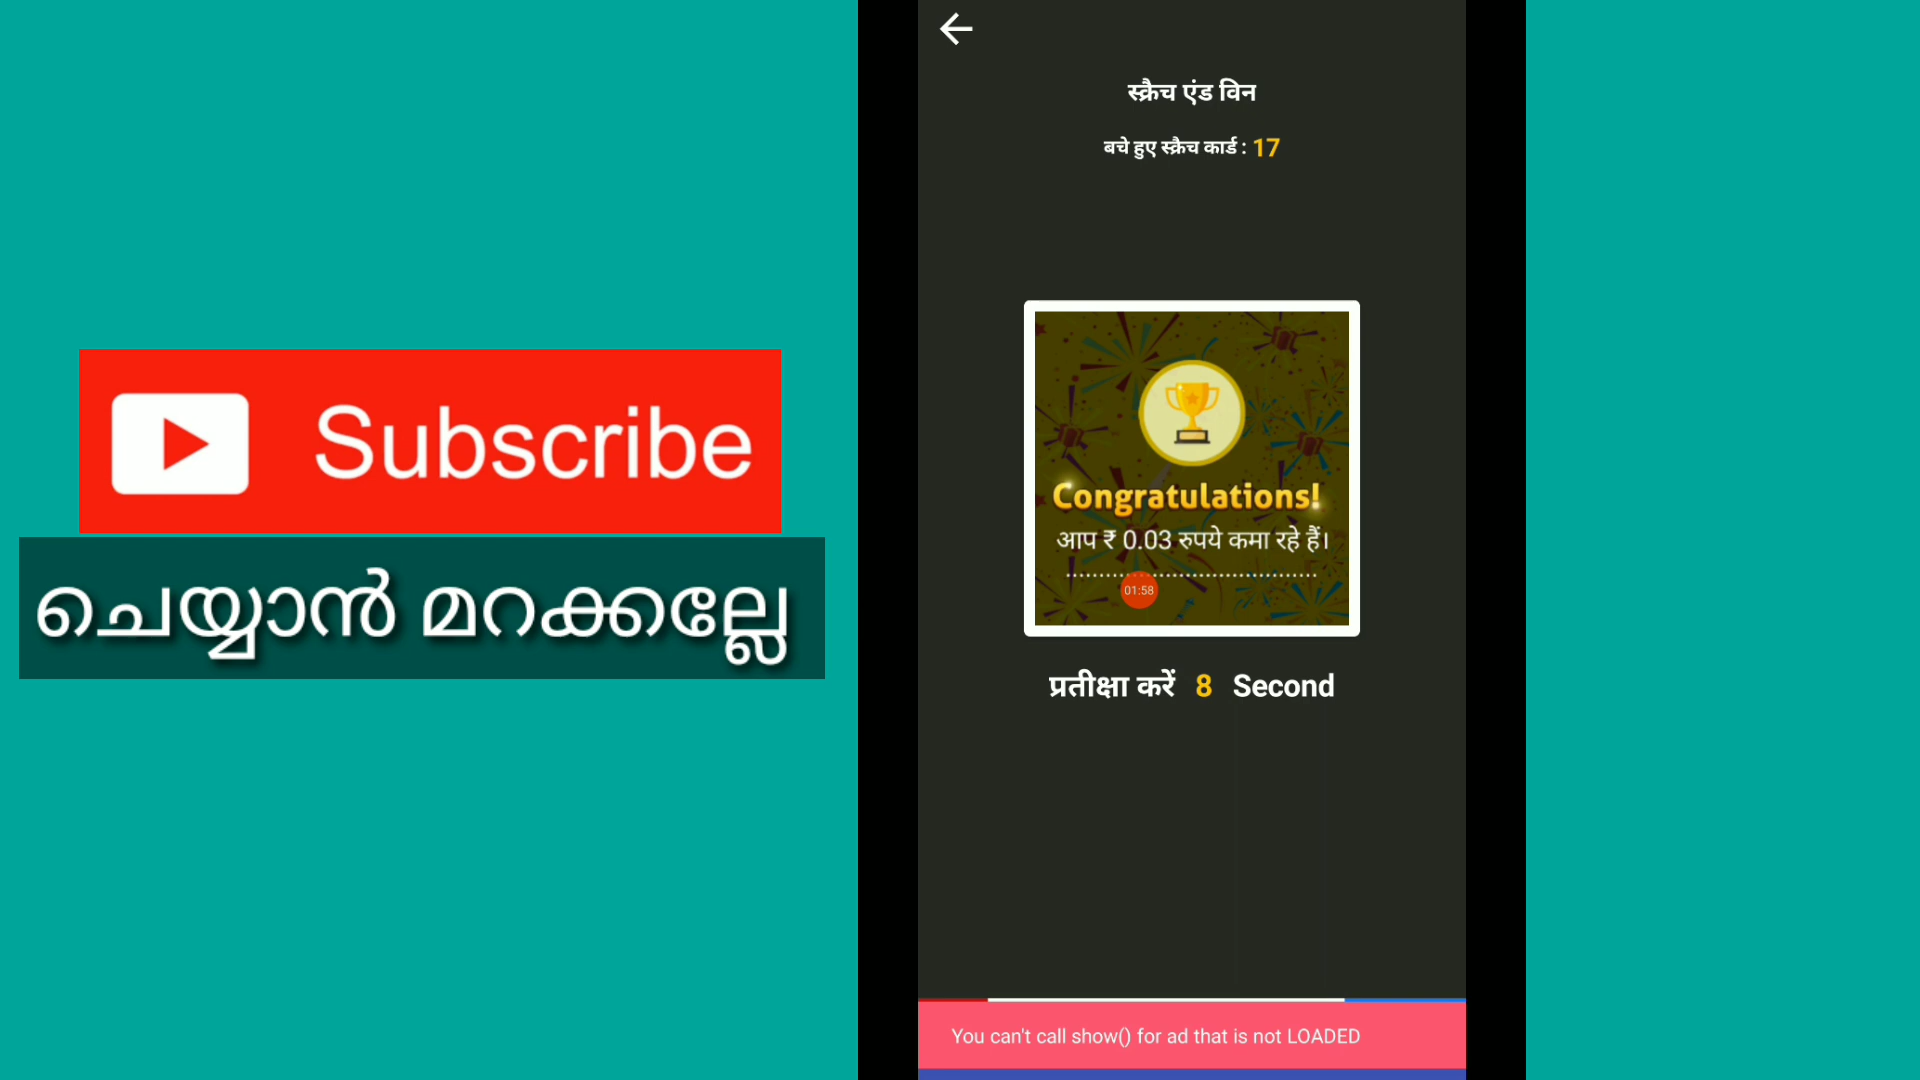 Subscribe
ചെയ്യാൻ മറക്കല്ലേ
स्क्रैच एंड विन
बचे हुए स्क्रैच कार्ड : 17
Congratulations!
आप ₹ 0.03 रुपये कमा रहे हैं।
01:58
प्रतीक्षा करें 8 Second
You can't call show() for ad that is not LOADED